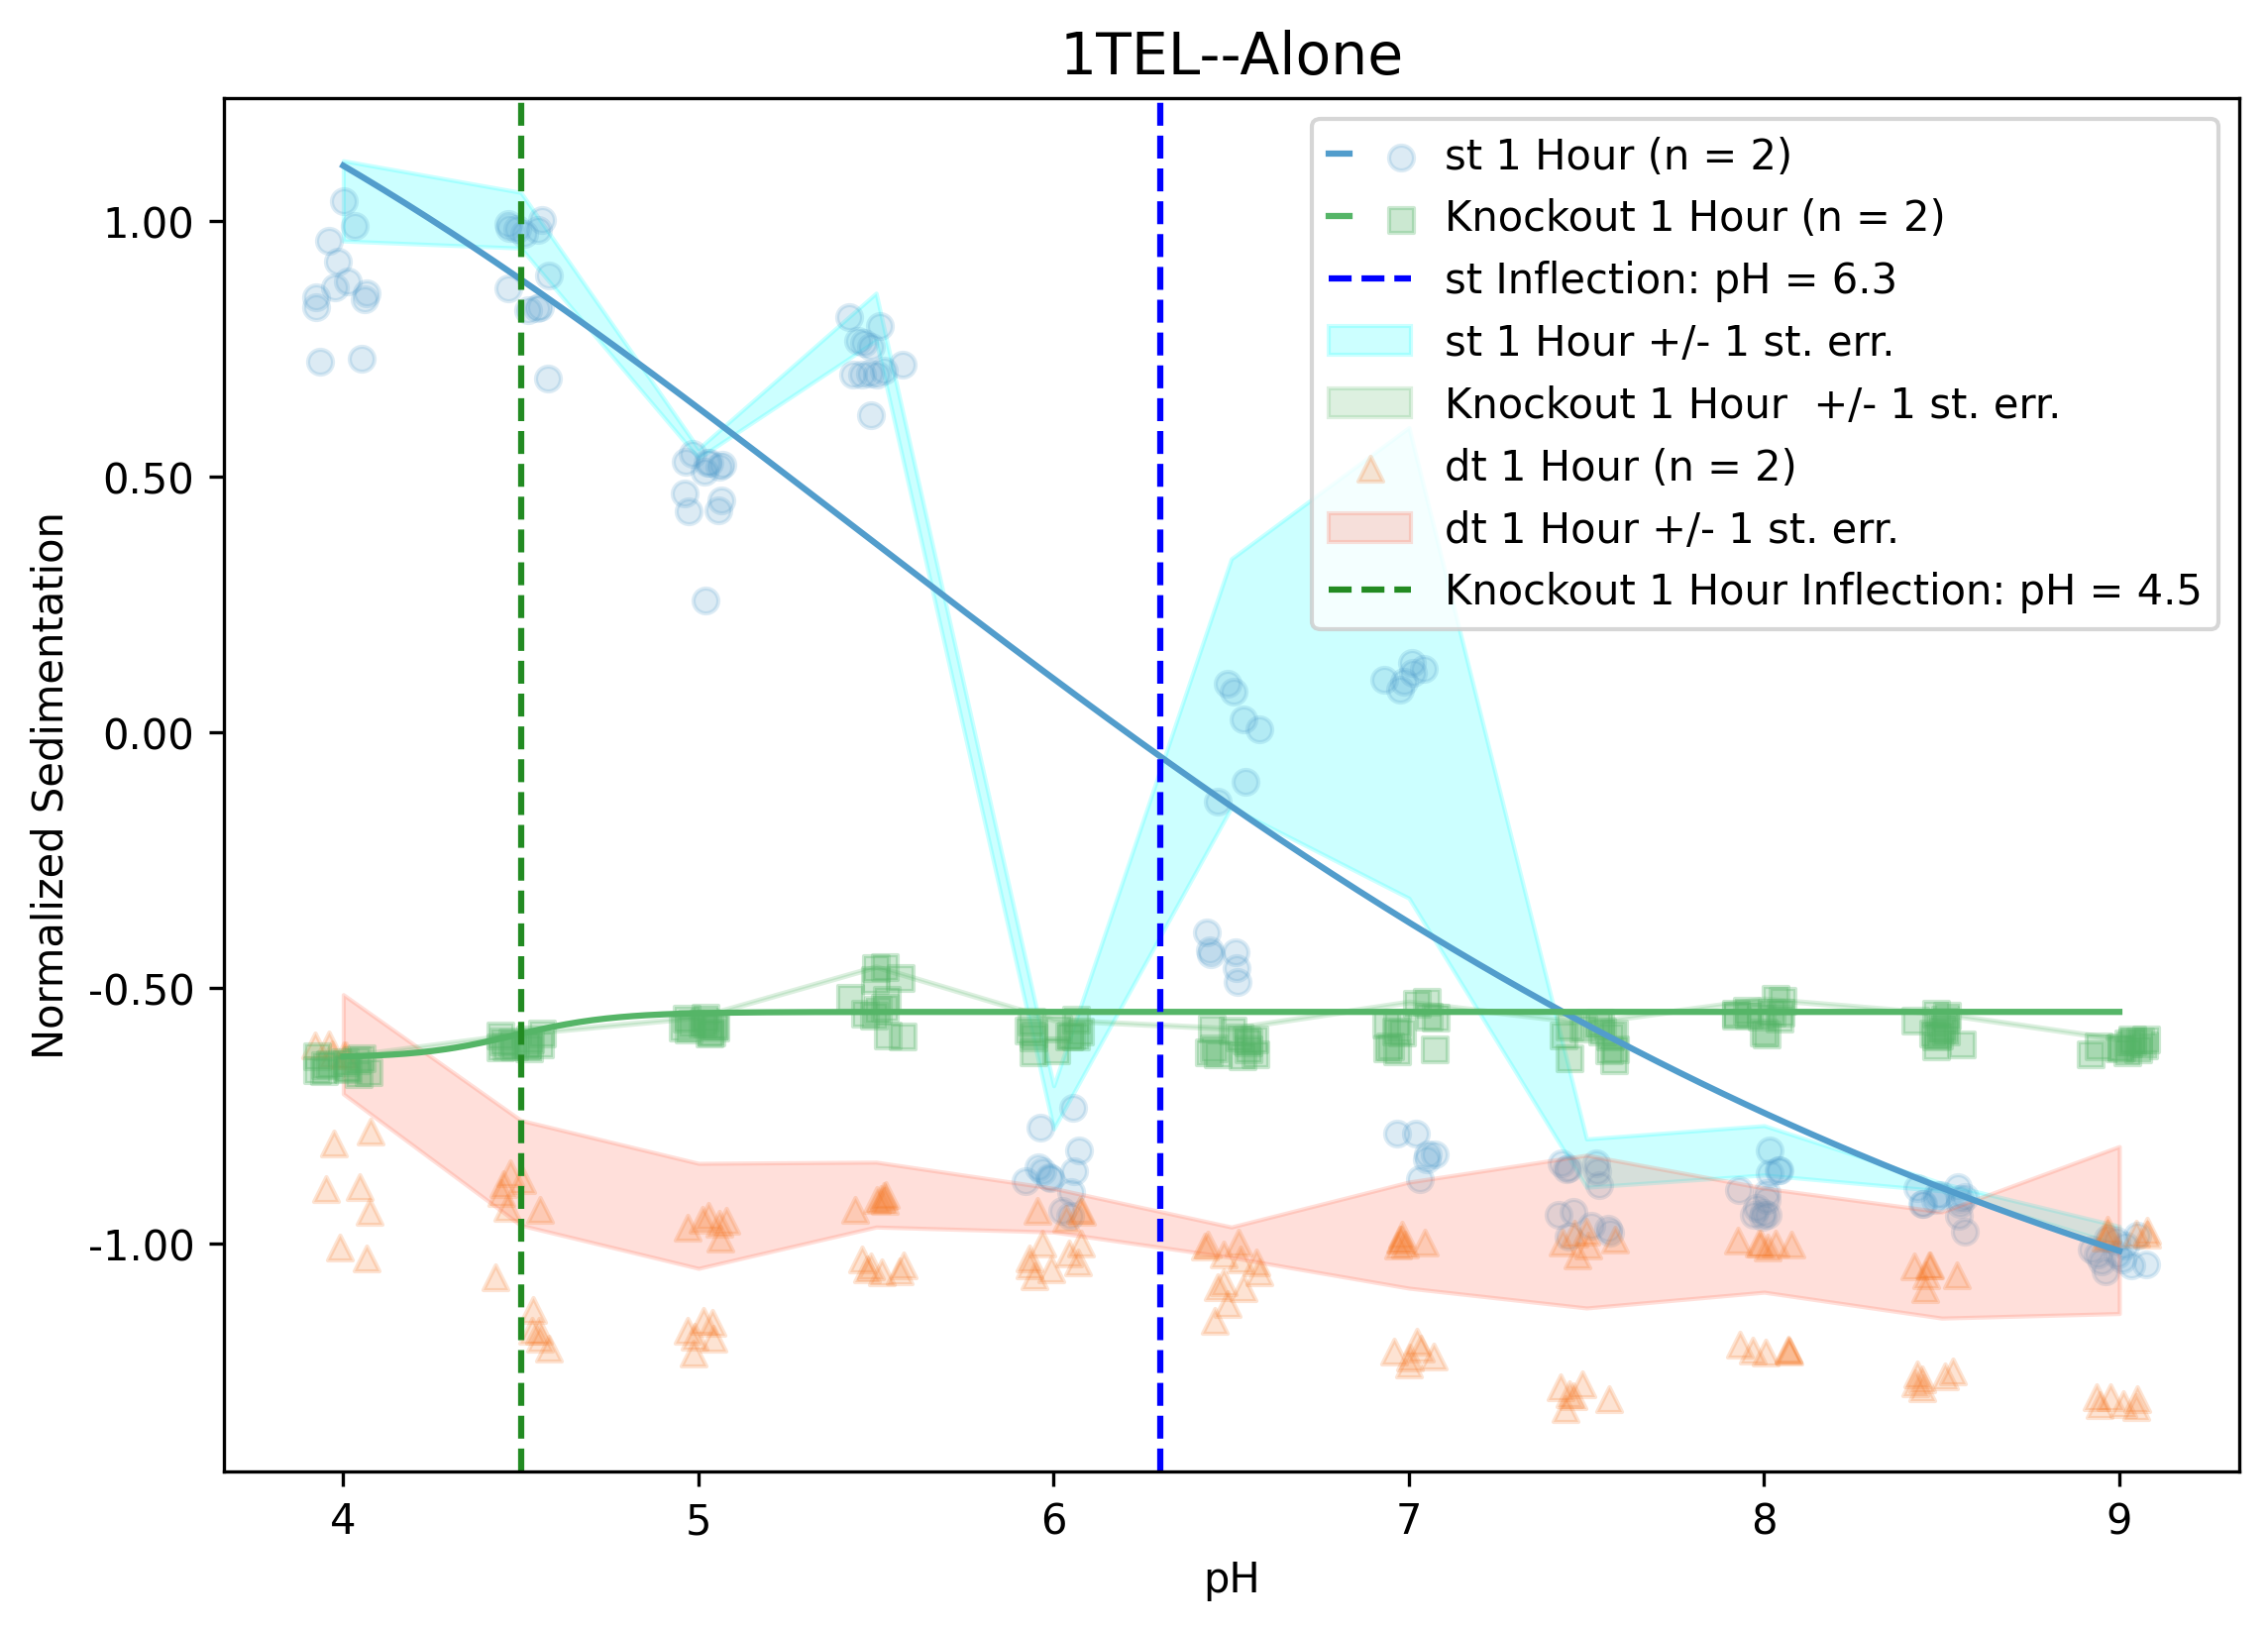 1TEL--Alone
st 1 Hour (n = 2)
Knockout 1 Hour (n = 2)
st Inflection: pH = 6.3
st 1 Hour +/- 1 st. err.
Knockout 1 Hour  +/- 1 st. err.
dt 1 Hour (n = 2)
dt 1 Hour +/- 1 st. err.
Knockout 1 Hour Inflection: pH = 4.5
Normalized Sedimentation
1.00
0.50
0.00
-0.50
-1.00
4 5 6 7 8 9
pH